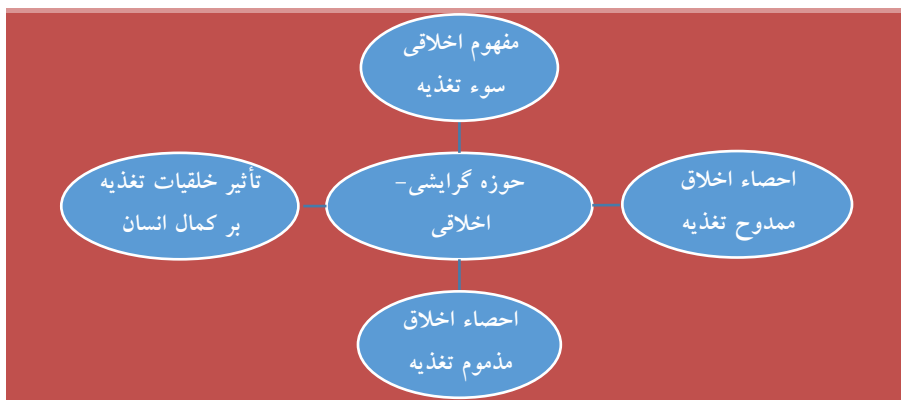 مفهوم اخلاقی
سوء تغذیه
احصاء اخلاق
ممدوح تغذیه
حوزه گرایشی-
اخلاقی
تأثیر خلقیات تغذیه
بر کمال انسان
احصاء اخلاق
مذموم تغذیه